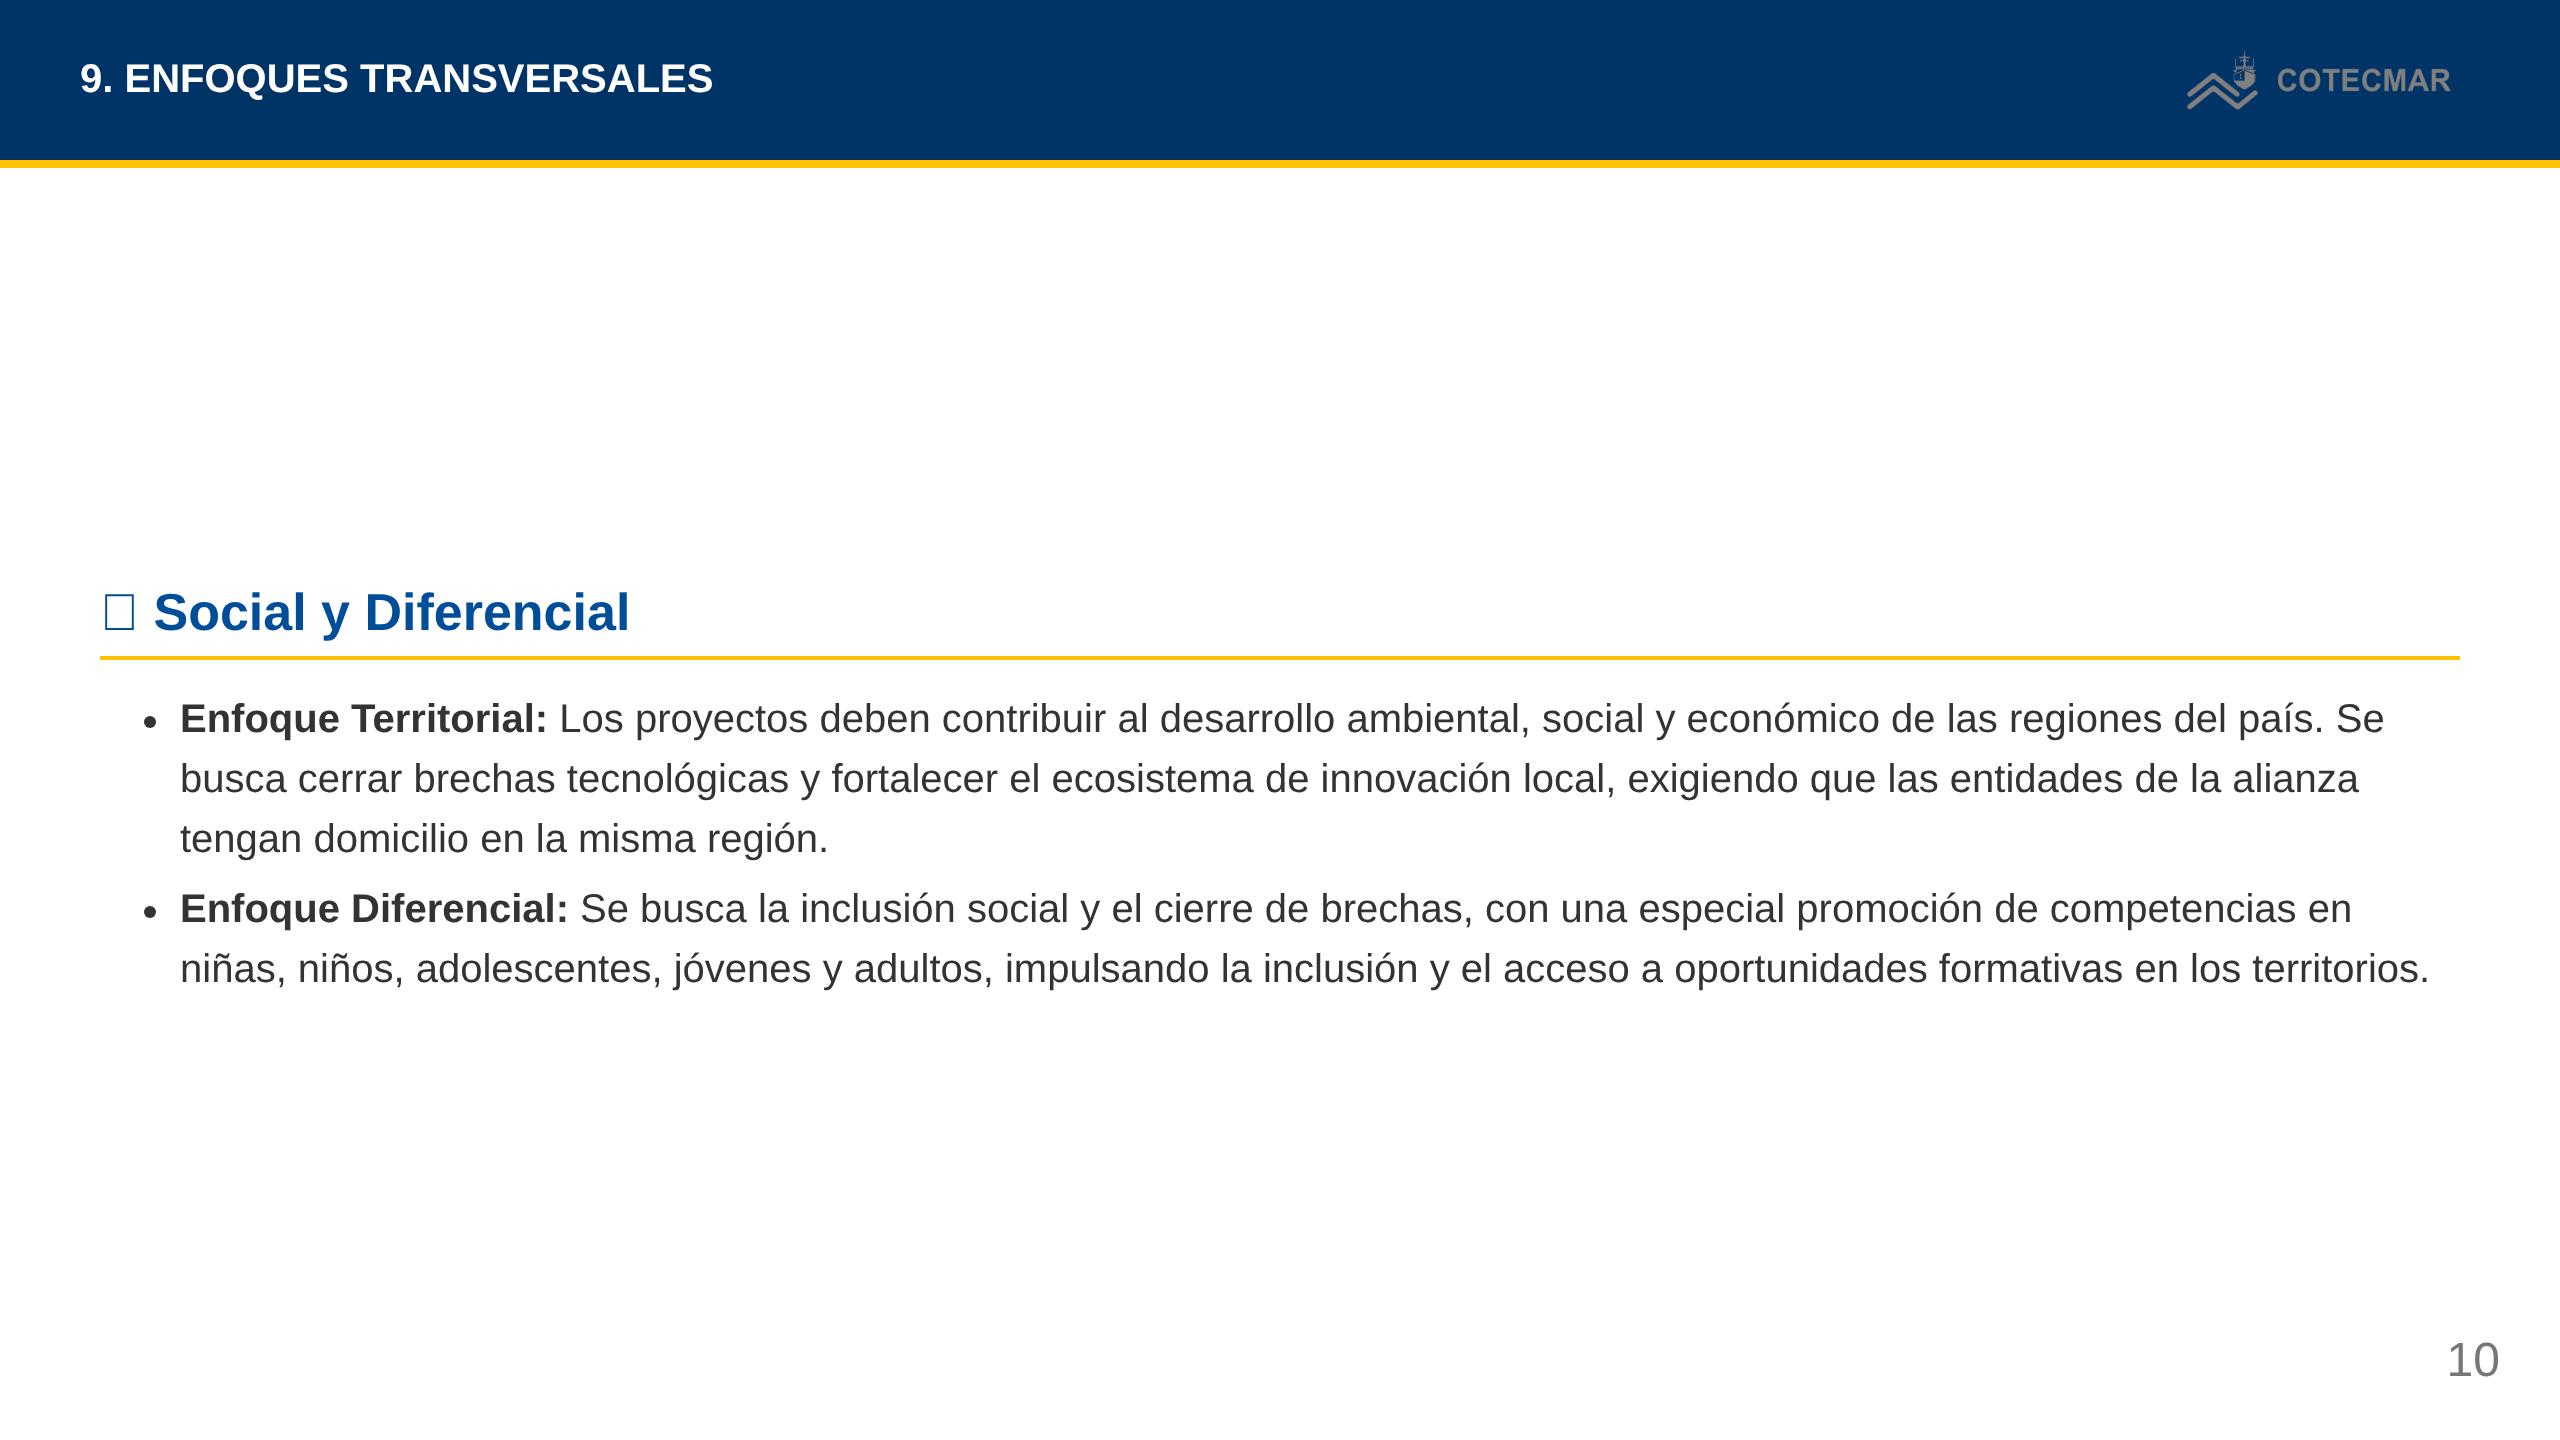 9. ENFOQUES TRANSVERSALES
COTECMAR
Social y Diferencial
• Enfoque Territorial: Los proyectos deben contribuir al desarrollo ambiental, social y económico de las regiones del país. Se
busca cerrar brechas tecnológicas y fortalecer el ecosistema de innovación local, exigiendo que las entidades de la alianza
tengan domicilio en la misma región.
• Enfoque Diferencial: Se busca la inclusión social y el cierre de brechas, con una especial promoción de competencias en
niñas, niños, adolescentes, jóvenes y adultos, impulsando la inclusión y el acceso a oportunidades formativas en los territorios.
10